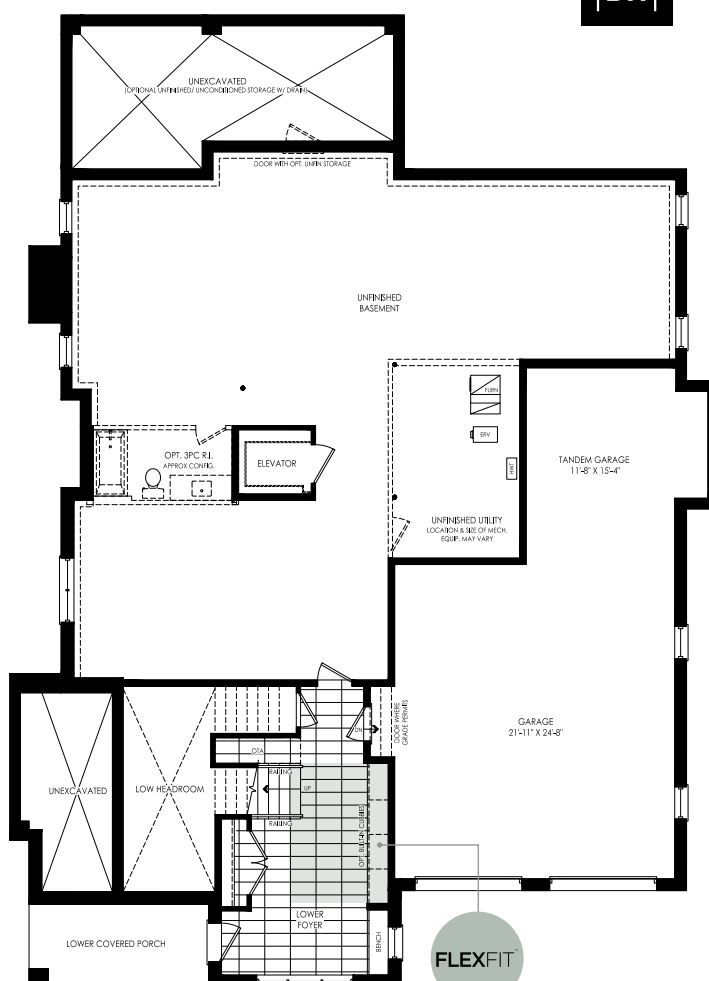 UNEXCAVATED
(OPTIONAL UNFINISHED/ UNCONDITIONED STORAGE W/ DRAIN)
DOOR WITH OPT. UNFIN STORAGE
UNFINISHED
BASEMENT
FURN
ERV
HWT
OPT. 3PC R.I.
APPROX CONFIG.
ELEVATOR
TANDEM GARAGE
11'-8" X 15'-4"
UNFINISHED UTILITY
LOCATION & SIZE OF MECH.
EQUIP. MAY VARY
DOOR WHERE
GRADE PERMITS
DN
GARAGE
21'-11" X 24'-8"
OTA
RAILING
UP
RAILING
UNEXCAVATED
LOW HEADROOM
OPT. BUILT-IN CUBBIES
LOWER
FOYER
LOWER COVERED PORCH
BENCH
FLEXFIT